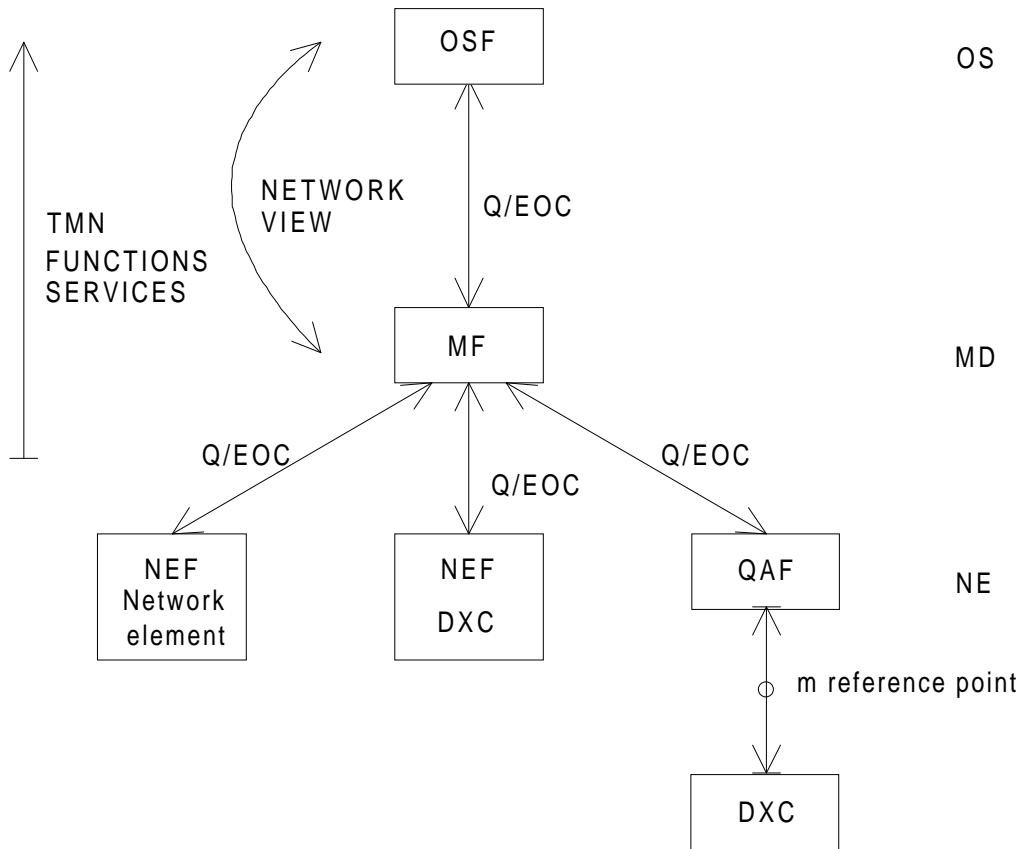 OSF
OS
NETWORK
VIEW
Q/EOC
TMN
FUNCTIONS
SERVICES
MF
MD
Q/EOC
Q/EOC
Q/EOC
NEF
Network
element
NEF
DXC
QAF
NE
m reference point
DXC